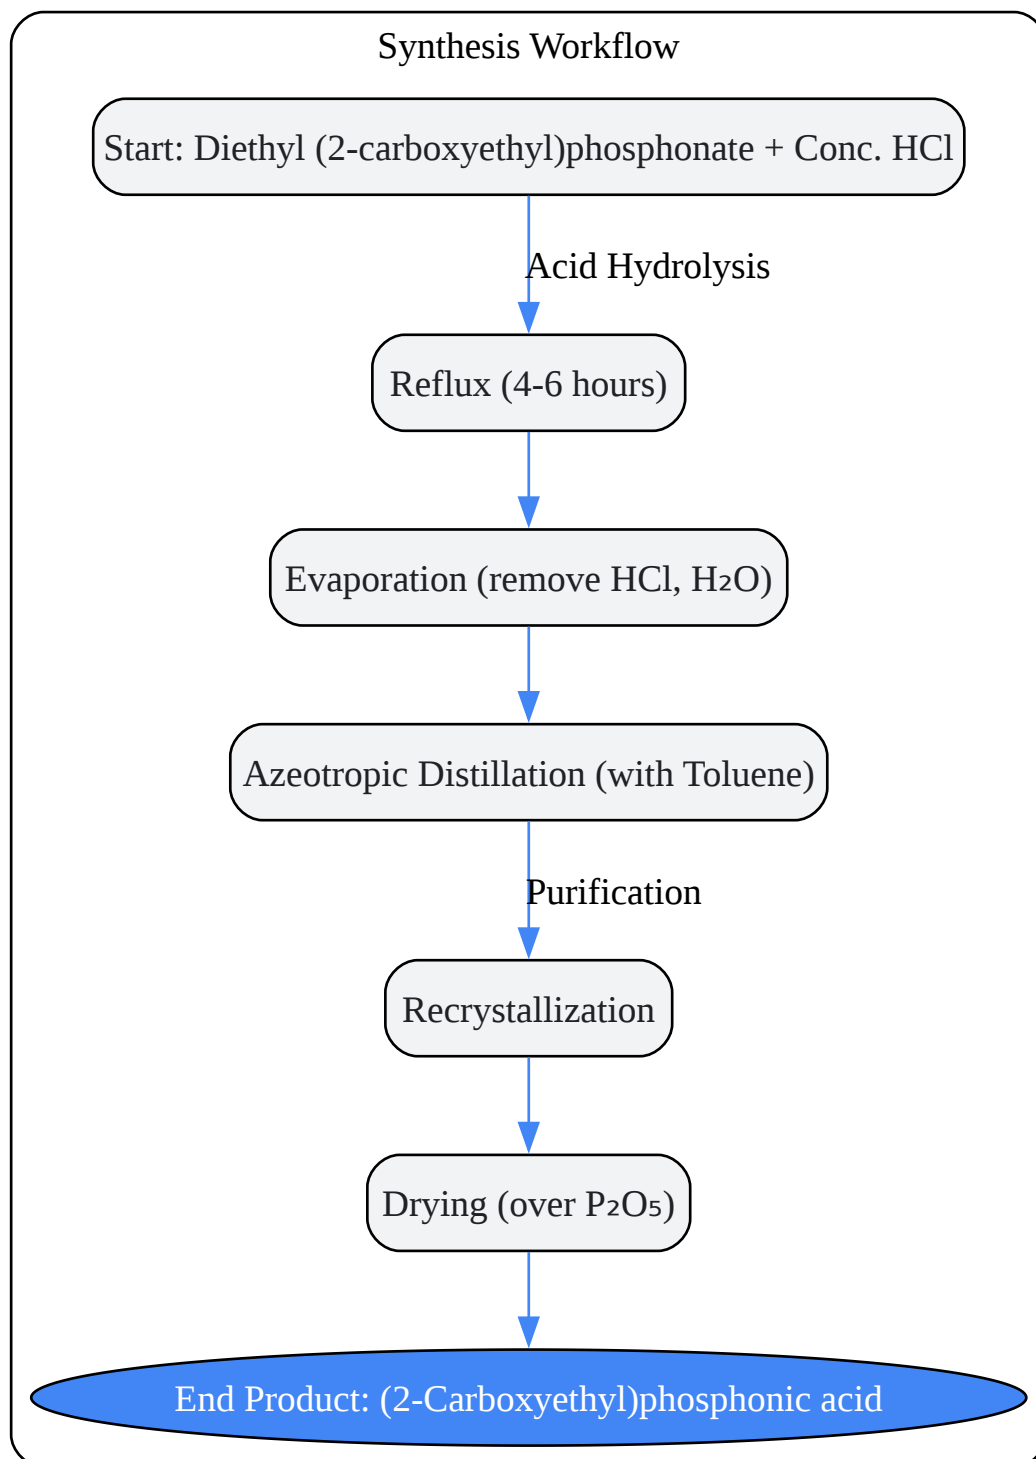 Synthesis Workflow
Start: Diethyl (2-carboxyethyl)phosphonate + Conc. HCl
Acid Hydrolysis
Reflux (4-6 hours)
Evaporation (remove HCl, H₂O)
Azeotropic Distillation (with Toluene)
Purification
Recrystallization
Drying (over P₂O₅)
End Product: (2-Carboxyethyl)phosphonic acid